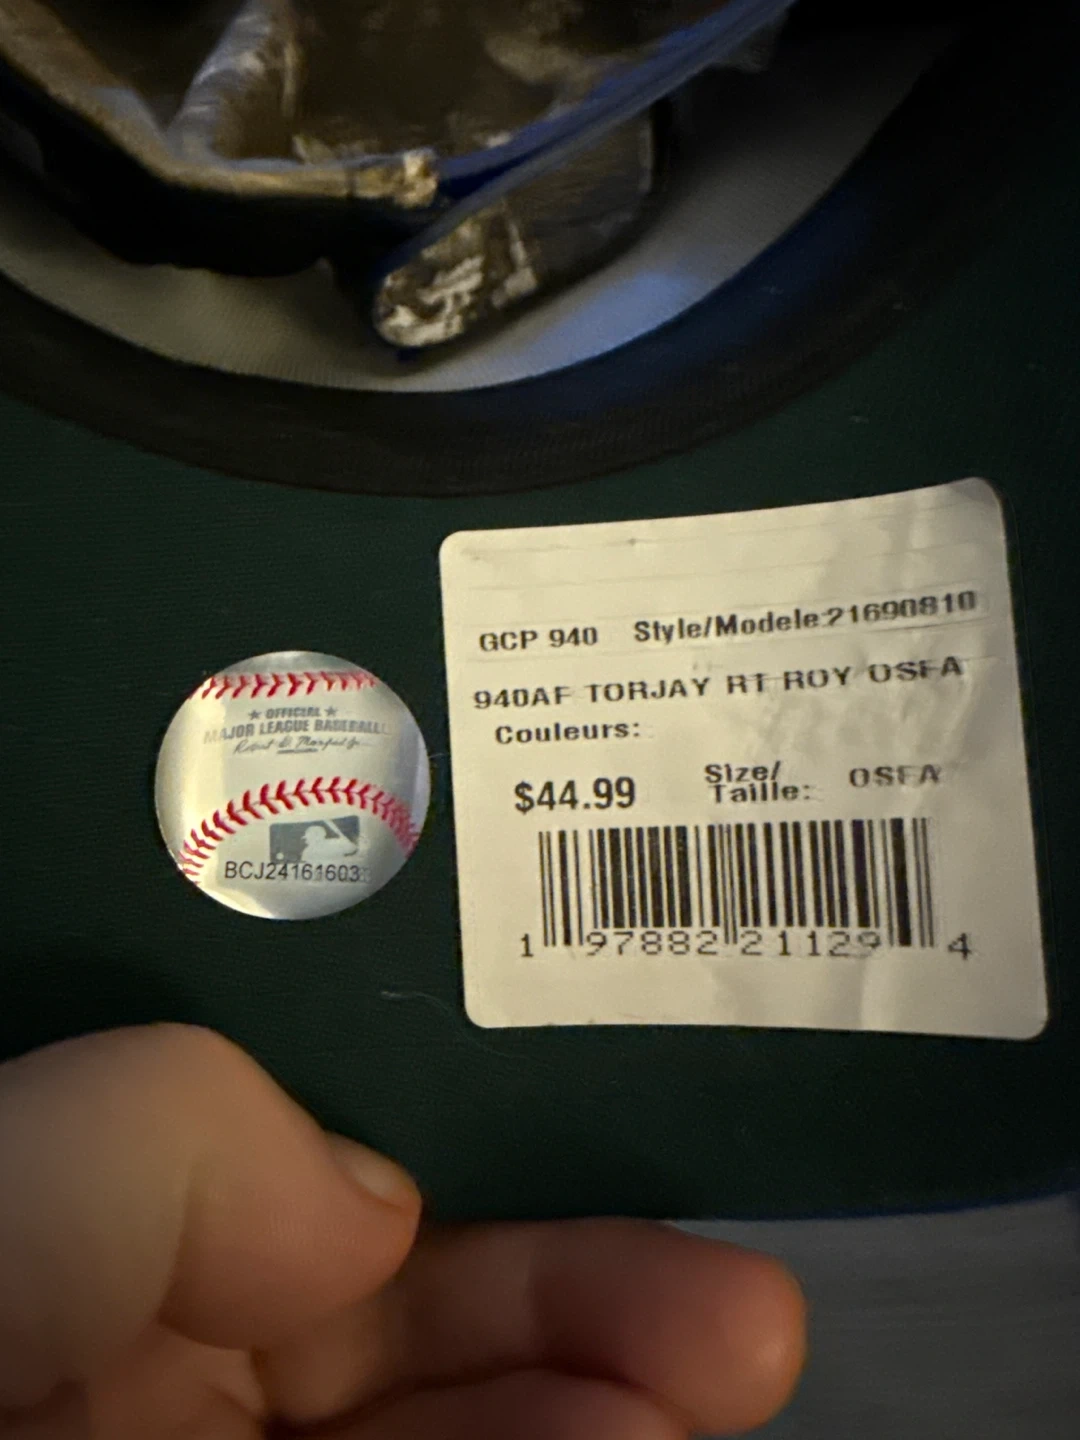 GCP 940 Style/Modele:21690810
940AF TORJAY RT ROY OSFA
Couleurs:
$44.99 Size/Taille: OSFA
1 97882 21129 4
★ OFFICIAL ★
MAJOR LEAGUE BASEBALL